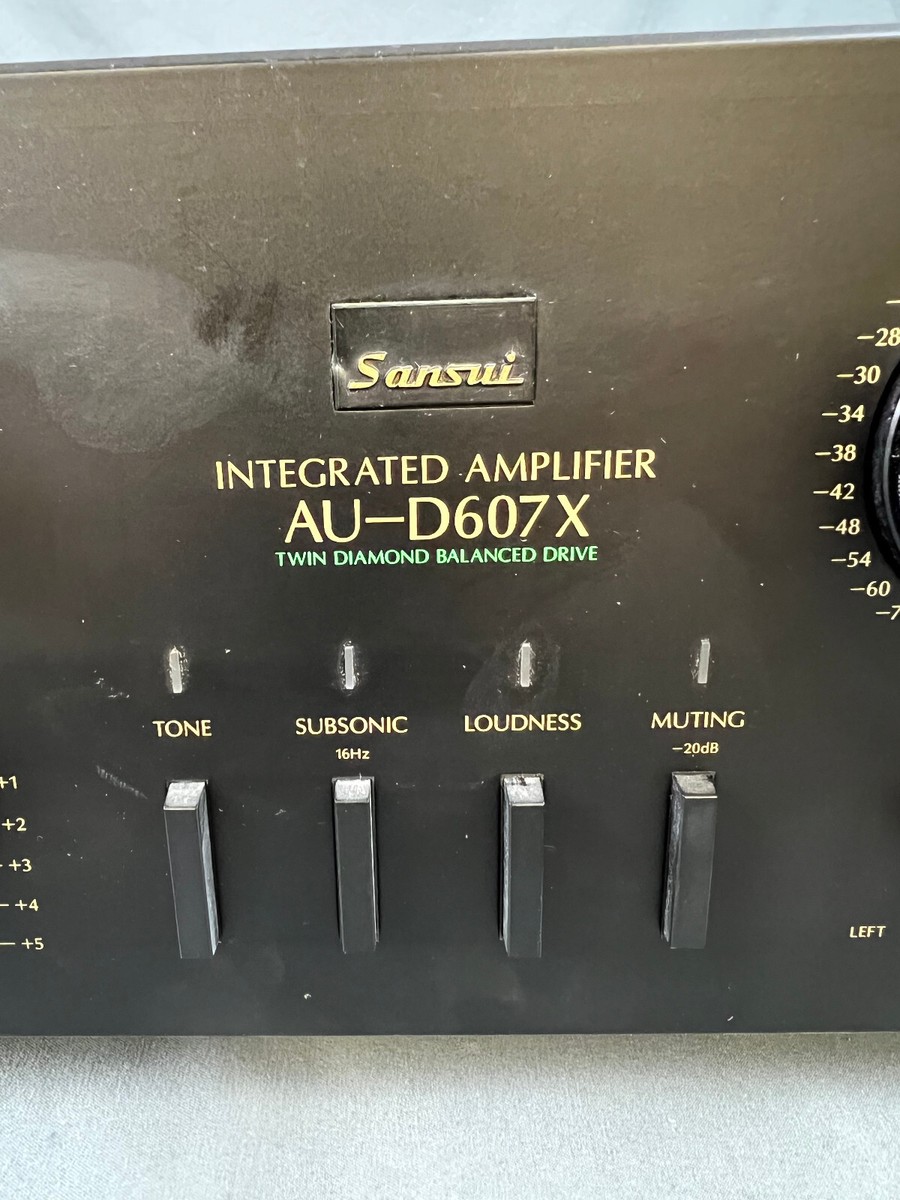 Sansui
INTEGRATED AMPLIFIER
AU–D607X
TWIN DIAMOND BALANCED DRIVE
TONE
SUBSONIC
16Hz
LOUDNESS
MUTING
–20dB
+1
+2
+3
+4
+5
–28
–30
–34
–38
–42
–48
–54
–60
LEFT